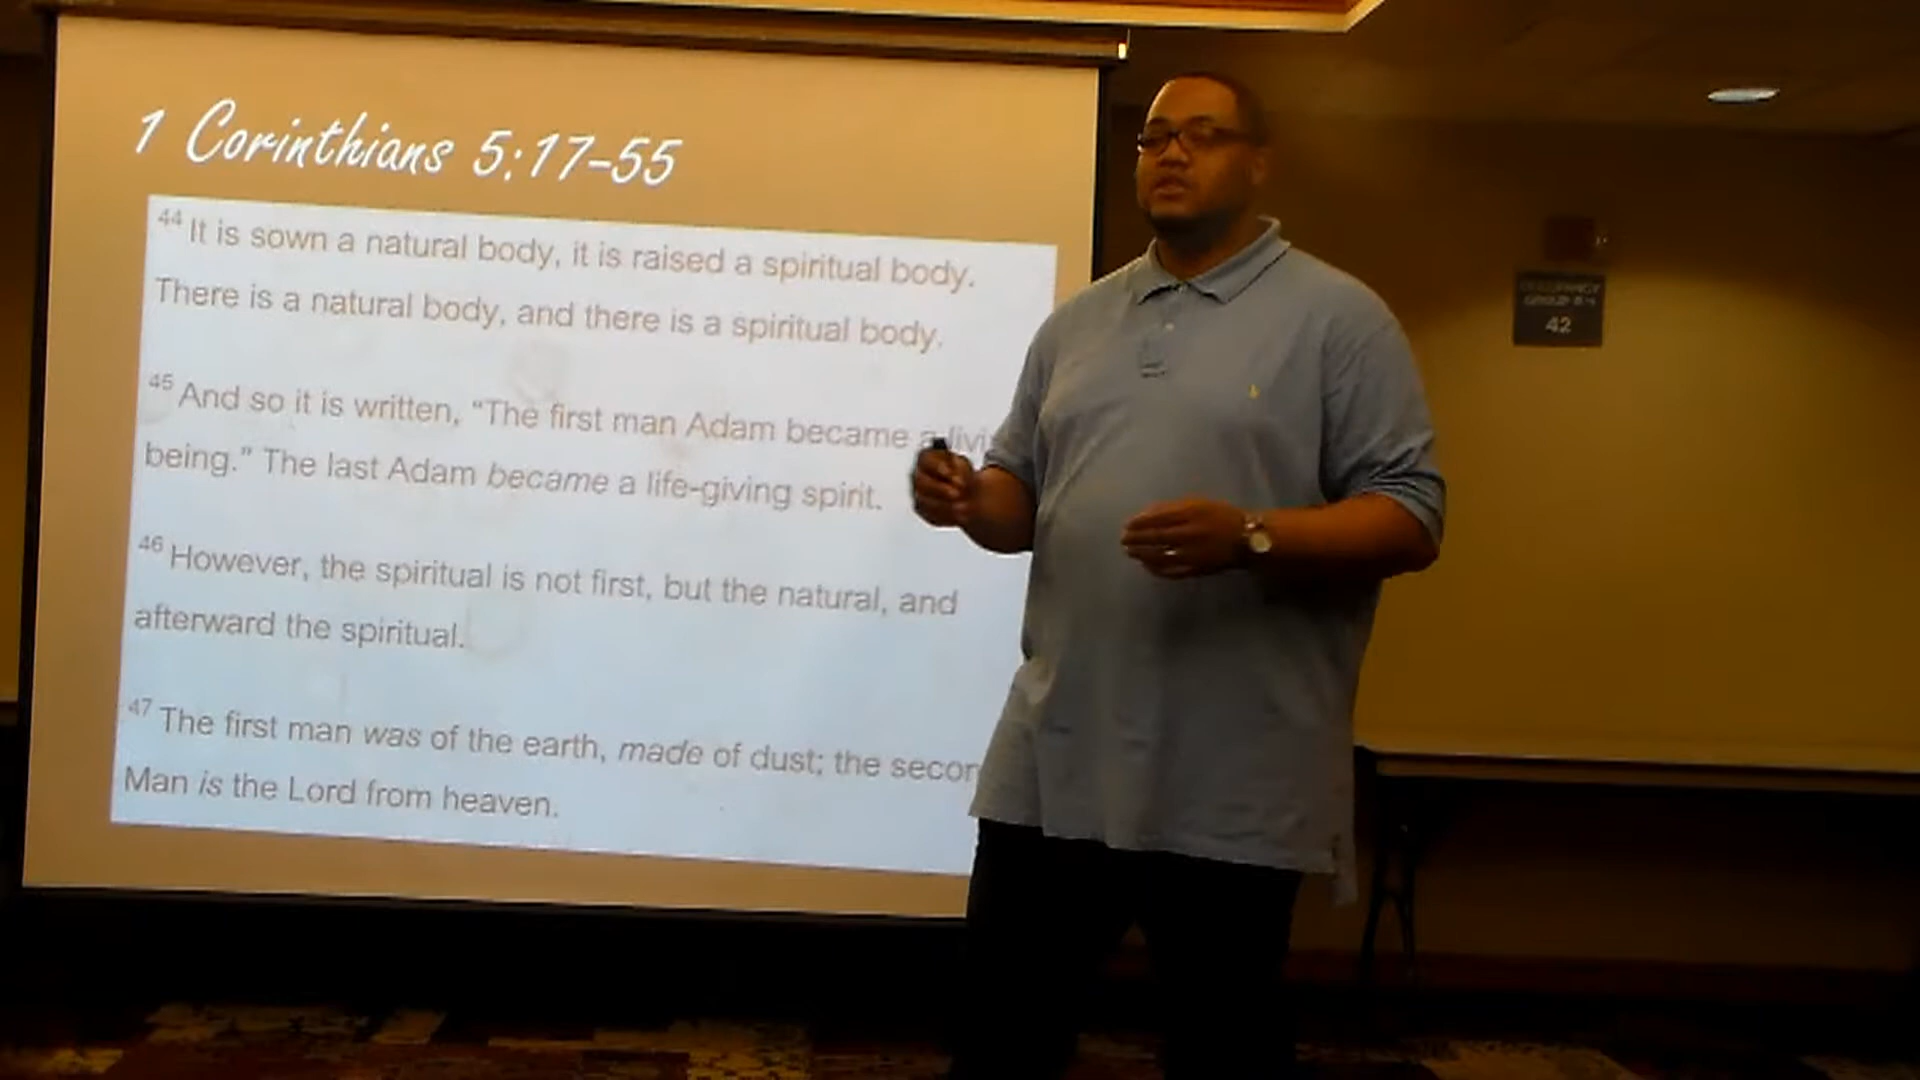 1 Corinthians 5:17-55
44 It is sown a natural body, it is raised a spiritual body.
There is a natural body, and there is a spiritual body.
45 And so it is written, “The first man Adam became a
being.” The last Adam became a life-giving spirit.
46 However, the spiritual is not first, but the natural, and
afterward the spiritual.
47 The first man was of the earth, made of dust; the
Man is the Lord from heaven.
OCCUPANCY
GROUP
42